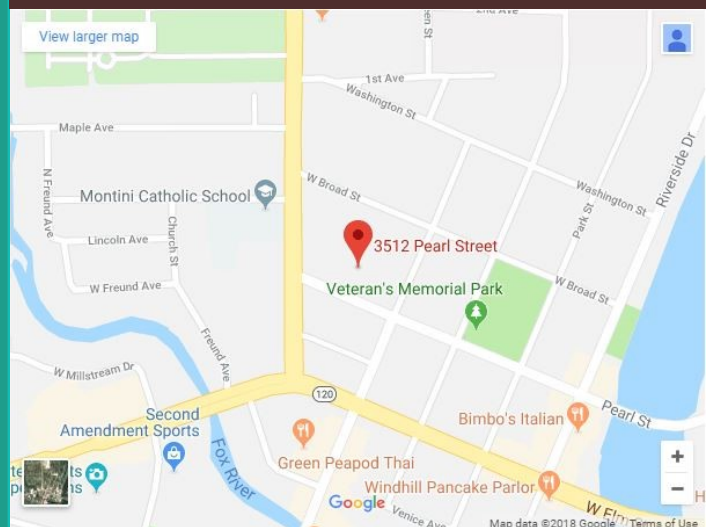 2nd Ave
View larger map
1st Ave
Washington St
Maple Ave
N Freund Ave
Montini Catholic School
W Broad St
Washington St
Riverside Dr
Park St
Church St
Lincoln Ave
3512 Pearl Street
W Freund Ave
Veteran's Memorial Park
W Broad St
Freund Ave
W Millstream Dr
120
Second
Amendment Sports
Bimbo's Italian
Pearl St
Fox River
Green Peapod Thai
Windhill Pancake Parlor
Google
Venice Ave
Map data ©2018 Google
Terms of Use